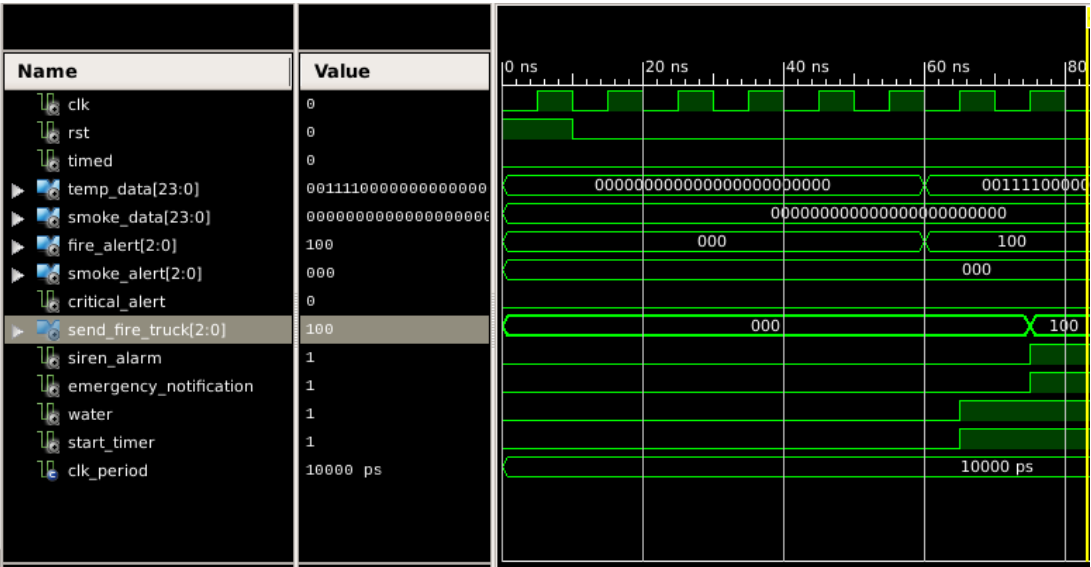 Name Value
0 ns 20 ns 40 ns 60 ns 80
clk 0
rst 0
timed 0
temp_data[23:0] 0011110000000000000 000000000000000000000000 00111100000
smoke_data[23:0] 000000000000000000000000
fire_alert[2:0] 100 000 100
smoke_alert[2:0] 000 000
critical_alert 0
send_fire_truck[2:0] 100 000 100
siren_alarm 1
emergency_notification 1
water 1
start_timer 1
clk_period 10000 ps 10000 ps